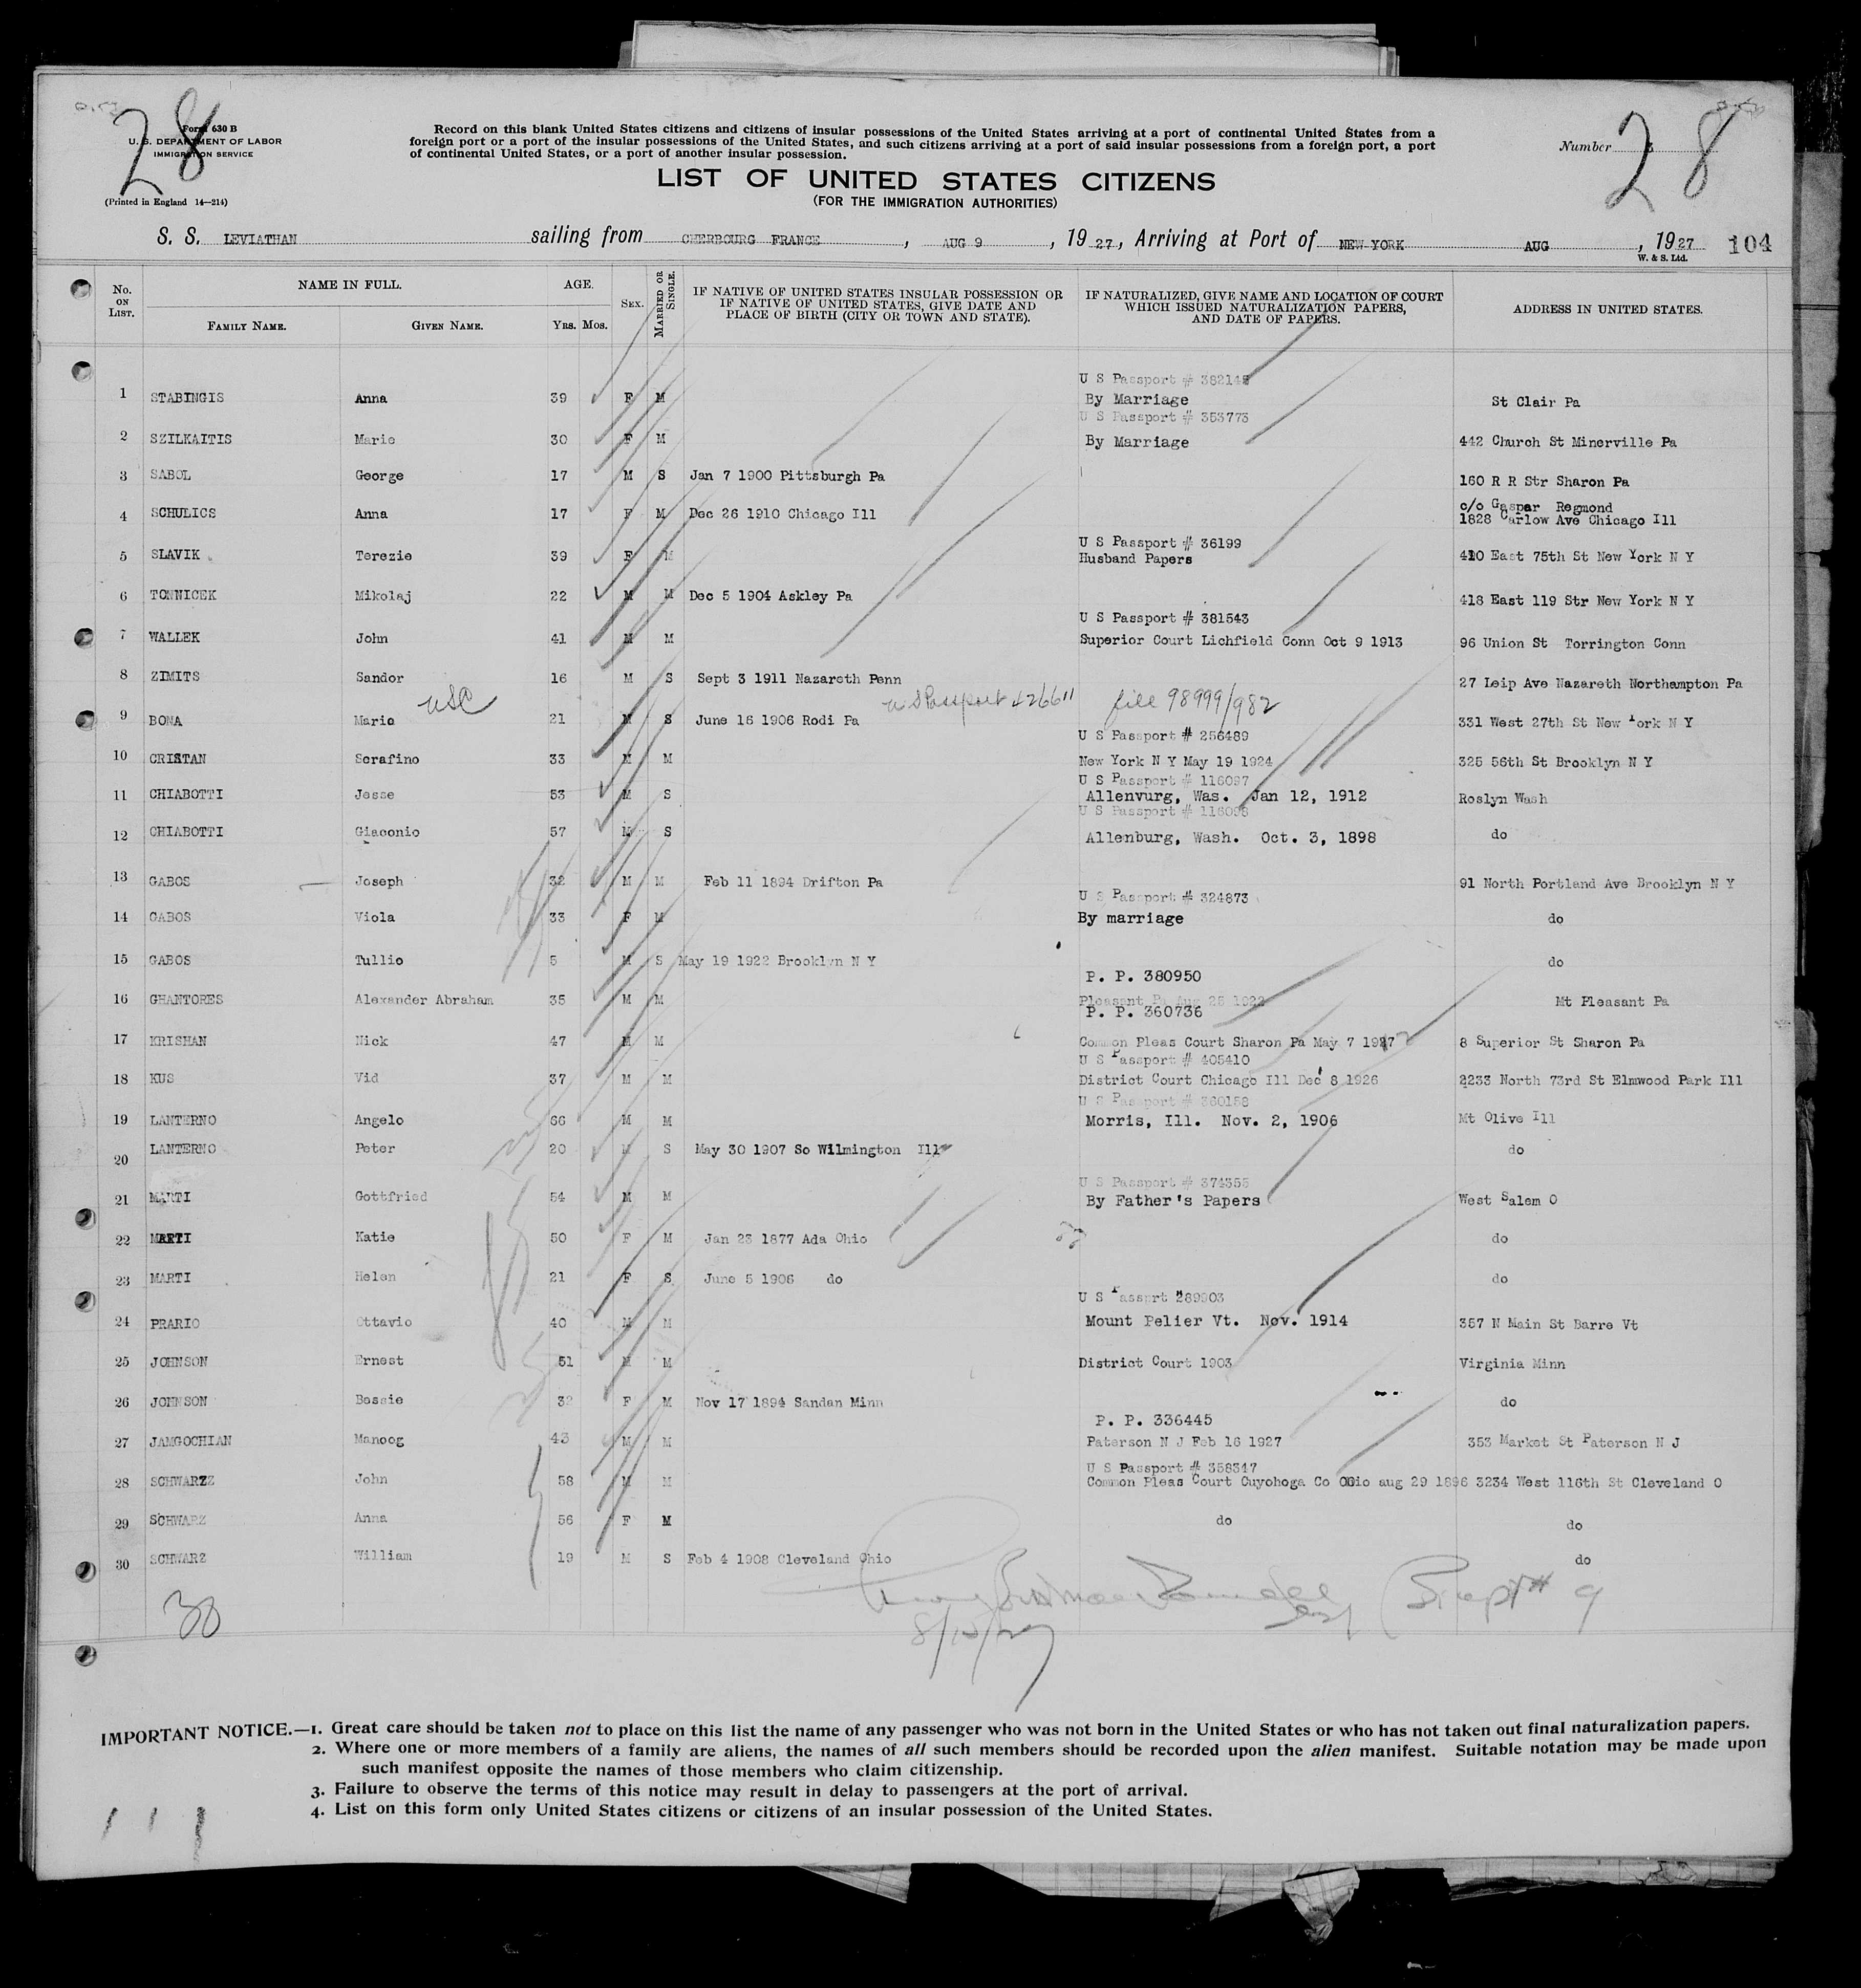 28
Form 630 B
U. S. DEPARTMENT OF LABOR
IMMIGRATION SERVICE
(Printed in England 14—214)
Record on this blank United States citizens and citizens of insular possessions of the United States arriving at a port of continental United States from a
foreign port or a port of the insular possessions of the United States, and such citizens arriving at a port of said insular possessions from a foreign port, a port
of continental United States, or a port of another insular possession.
Number 28
LIST OF UNITED STATES CITIZENS
(FOR THE IMMIGRATION AUTHORITIES)
S. S. LEVIATHAN sailing from CHERBOURG FRANCE, AUG 9, 1927, Arriving at Port of NEW YORK AUG, 1927 104
W. & S. Ltd.
No. ON LIST. NAME IN FULL. FAMILY NAME. GIVEN NAME. AGE. YRS. MOS. SEX. MARRIED OR SINGLE. IF NATIVE OF UNITED STATES INSULAR POSSESSION OR IF NATIVE OF UNITED STATES, GIVE DATE AND PLACE OF BIRTH (CITY OR TOWN AND STATE). IF NATURALIZED, GIVE NAME AND LOCATION OF COURT WHICH ISSUED NATURALIZATION PAPERS, AND DATE OF PAPERS. ADDRESS IN UNITED STATES.
U S Passport # 382145
1 STABINGIS Anna 39 F M By Marriage St Clair Pa
U S Passport # 353773
2 SZILKAITIS Marie 30 F M By Marriage 442 Church St Minerville Pa
3 SABOL George 17 M S Jan 7 1900 Pittsburgh Pa 160 R R Str Sharon Pa
c/o Gaspar Regmond
4 SCHULICS Anna 17 F M Dec 26 1910 Chicago Ill 1828 Carlow Ave Chicago Ill
U S Passport # 36199
5 SLAVIK Terezie 39 F M Husband Papers 410 East 75th St New York N Y
6 TONNICEK Mikolaj 22 M M Dec 5 1904 Askley Pa 418 East 119 Str New York N Y
U S Passport # 381543
7 WALLEK John 41 M M Superior Court Lichfield Conn Oct 9 1913 96 Union St Torrington Conn
8 ZIMITS Sandor 16 M S Sept 3 1911 Nazareth Penn 27 Leip Ave Nazareth Northampton Pa
USC U S Passport 426611 file 98999/982
9 BONA Mario 21 M S June 16 1906 Rodi Pa 331 West 27th St New York N Y
U S Passport # 256489
10 CRISTAN Serafino 33 M M New York N Y May 19 1924 325 56th St Brooklyn N Y
U S Passport # 116097
11 CHIABOTTI Jesse 53 M S Allenvurg, Was. Jan 12, 1912 Roslyn Wash
U S Passport # 116098
12 CHIABOTTI Giaconio 57 M S Allenburg, Wash. Oct. 3, 1898 do
13 GABOS Joseph 32 M M Feb 11 1894 Drifton Pa 91 North Portland Ave Brooklyn N Y
U S Passport # 324873
14 GABOS Viola 33 F M By marriage do
15 GABOS Tullio 5 M S May 19 1922 Brooklyn N Y do
P. P. 380950
16 GHANTORES Alexander Abraham 35 M M Pleasant Pa Aug 28 1922 Mt Pleasant Pa
P. P. 360736
17 KRISHAN Nick 47 M M Common Pleas Court Sharon Pa May 7 1927 8 Superior St Sharon Pa
U S Passport # 405410
18 KUS Vid 37 M M District Court Chicago Ill Dec 8 1926 2233 North 73rd St Elmwood Park Ill
U S Passport # 360188
19 LANTERNO Angelo 66 M M Morris, Ill. Nov. 2, 1906 Mt Olive Ill
20 LANTERNO Peter 20 M S May 30 1907 So Wilmington Ill do
U S Passport # 374355
21 MARTI Gottfried 54 M M By Father's Papers West Salem O
22 MARTI Katie 50 F M Jan 23 1877 Ada Ohio do
23 MARTI Helen 21 F S June 5 1906 do do
U S Passprt #289903
24 PRARIO Ottavio 40 M M Mount Pelier Vt. Nov. 1914 357 N Main St Barre Vt
25 JOHNSON Ernest 51 M M District Court 1903 Virginia Minn
26 JOHNSON Bessie 32 F M Nov 17 1894 Sandan Minn do
P. P. 336445
27 JAMGOCHIAN Manoog 43 M M Paterson N J Feb 16 1927 353 Market St Paterson N J
U S Passport # 358347
28 SCHWARZZ John 58 M M Common Pleas Court Cuyohoga Co Ohio aug 29 1896 3234 West 116th St Cleveland O
29 SCHWARZ Anna 56 F M do do
30 SCHWARZ William 19 M S Feb 4 1908 Cleveland Ohio do
30
9
IMPORTANT NOTICE.—1. Great care should be taken not to place on this list the name of any passenger who was not born in the United States or who has not taken out final naturalization papers.
2. Where one or more members of a family are aliens, the names of all such members should be recorded upon the alien manifest. Suitable notation may be made upon
such manifest opposite the names of those members who claim citizenship.
3. Failure to observe the terms of this notice may result in delay to passengers at the port of arrival.
4. List on this form only United States citizens or citizens of an insular possession of the United States.